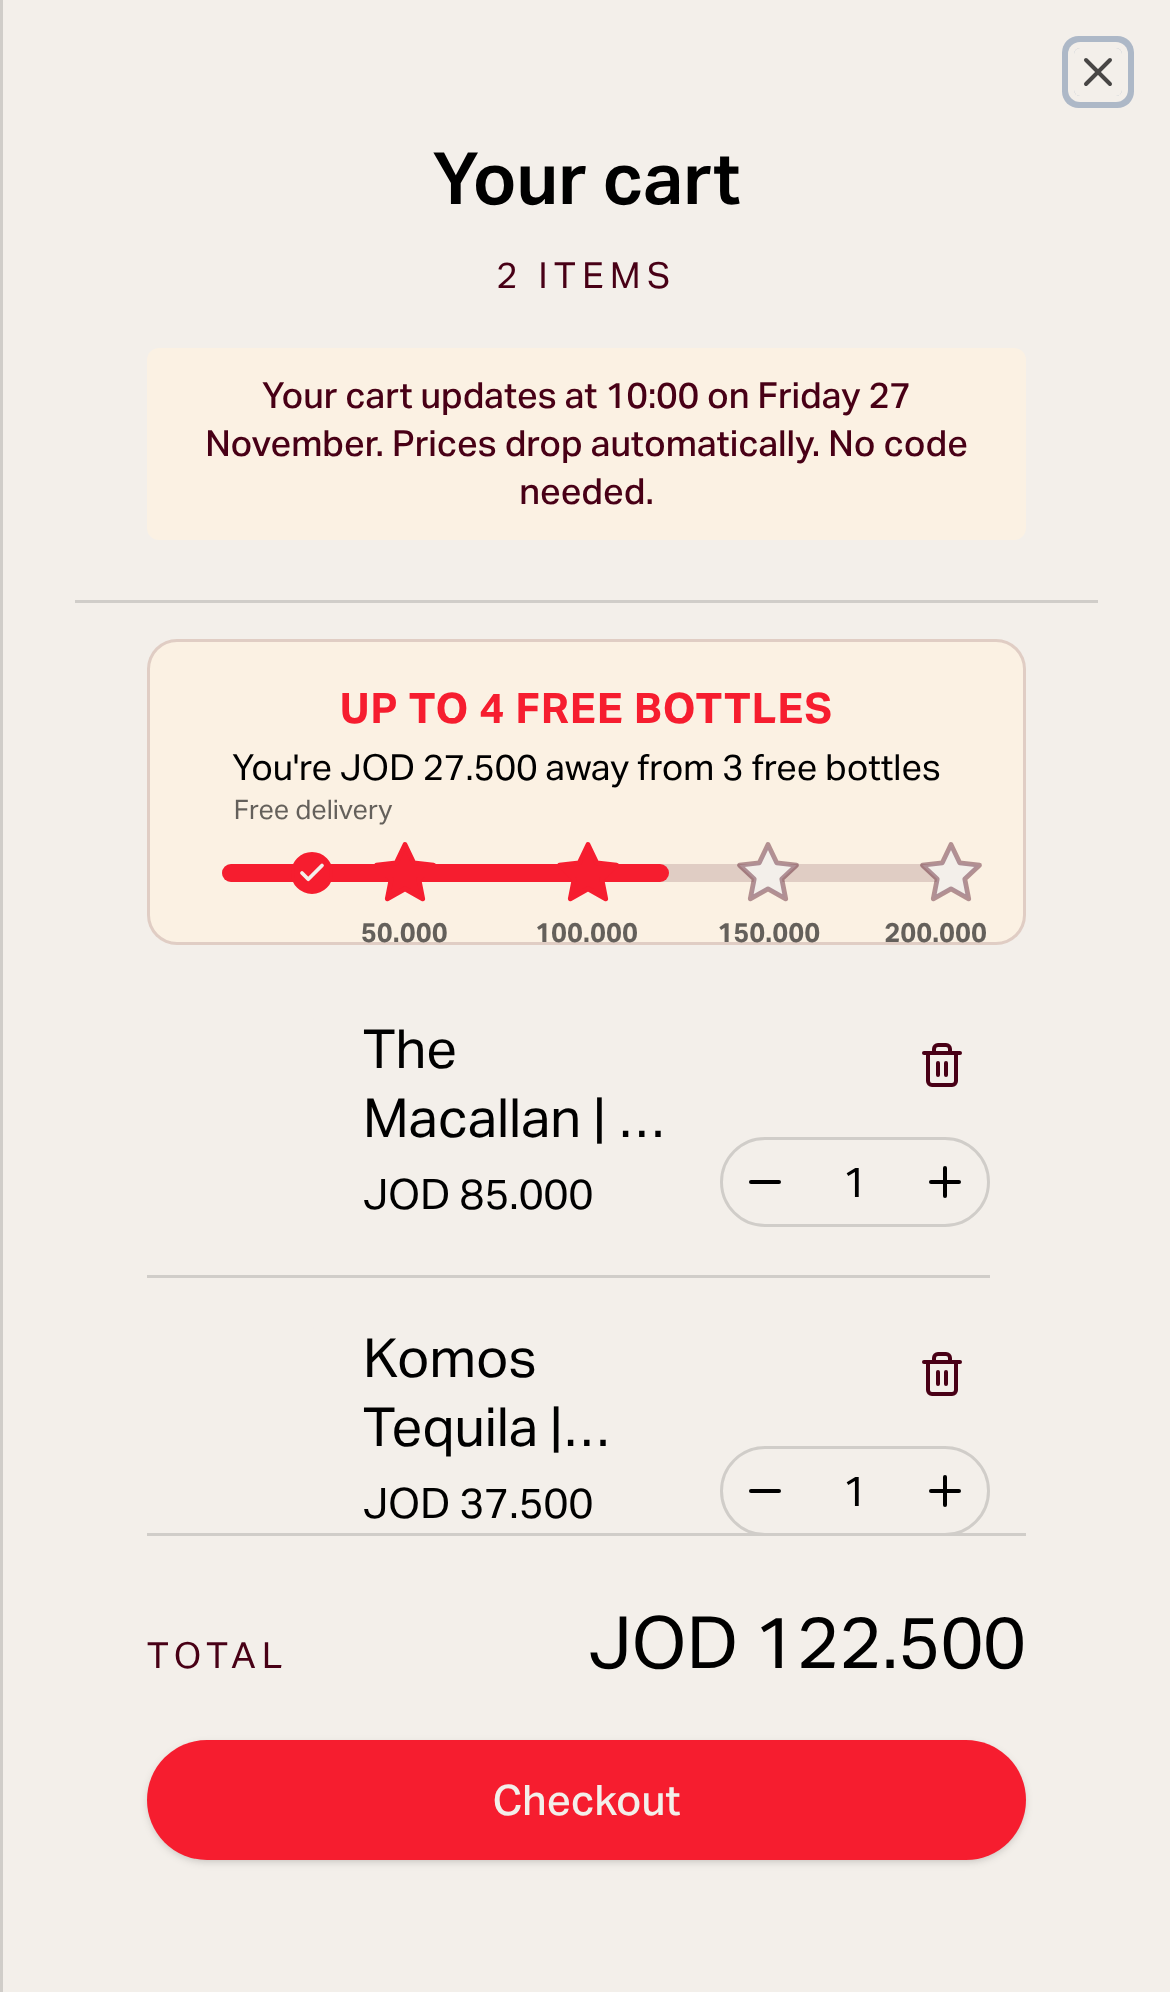 Your cart
2 ITEMS
Your cart updates at 10:00 on Friday 27
November. Prices drop automatically. No code
needed.
UP TO 4 FREE BOTTLES
You're JOD 27.500 away from 3 free bottles
Free delivery
50.000 100.000 150.000 200.000
The
Macallan | ...
JOD 85.000
1
Komos
Tequila |...
JOD 37.500
1
TOTAL JOD 122.500
Checkout